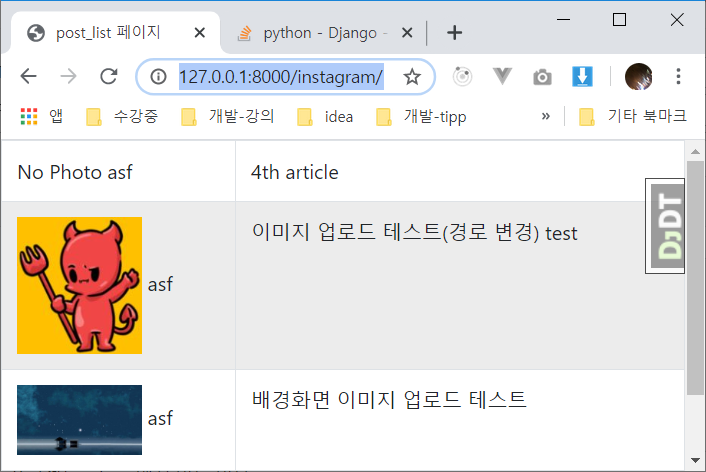 post_list 페이지
python - Django -
127.0.0.1:8000/instagram/
앱
수강중
개발-강의
idea
개발-tipp
»
기타 북마크
No Photo asf
4th article
DJDT
asf
이미지 업로드 테스트(경로 변경) test
asf
배경화면 이미지 업로드 테스트